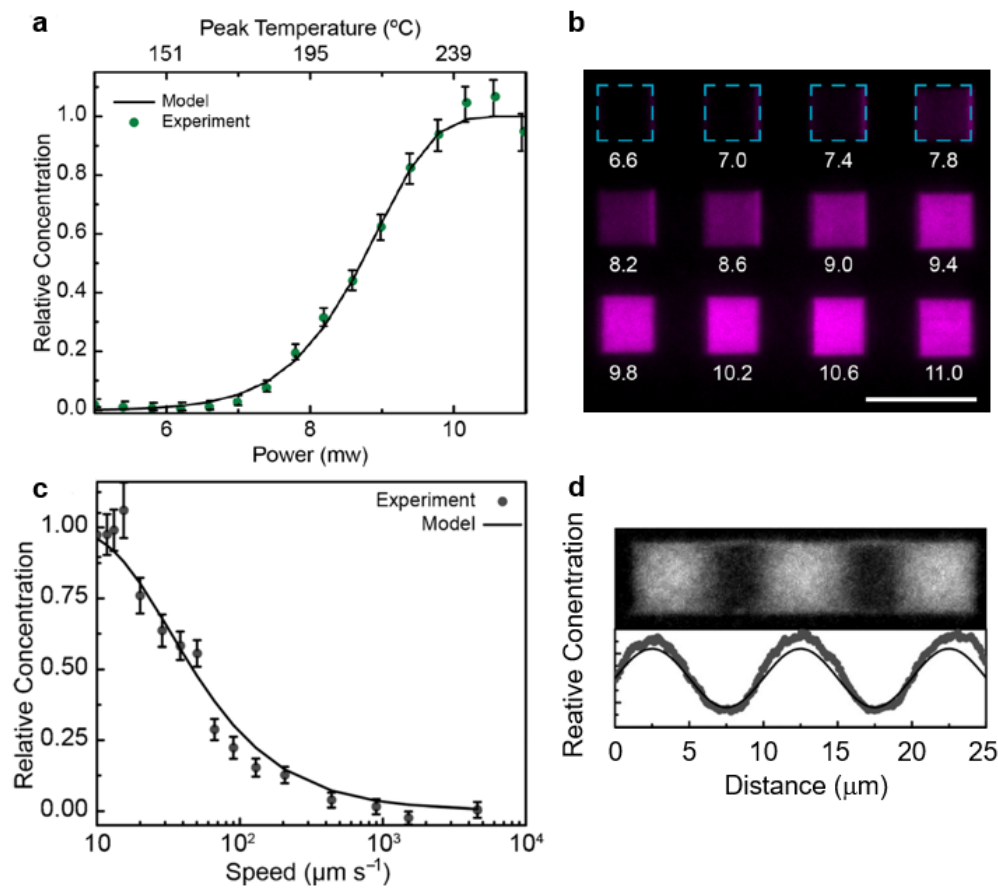 a
Peak Temperature (ºC)
151 195 239
Model
Experiment
1.0
0.8
0.6
0.4
0.2
0.0
Relative Concentration
6 8 10
Power (mw)
b
6.6 7.0 7.4 7.8
8.2 8.6 9.0 9.4
9.8 10.2 10.6 11.0
c
Experiment
Model
1.00
0.75
0.50
0.25
0.00
Relative Concentration
10 10² 10³ 10⁴
Speed (µm s⁻¹)
d
Reative Conentration
0 5 10 15 20 25
Distance (µm)